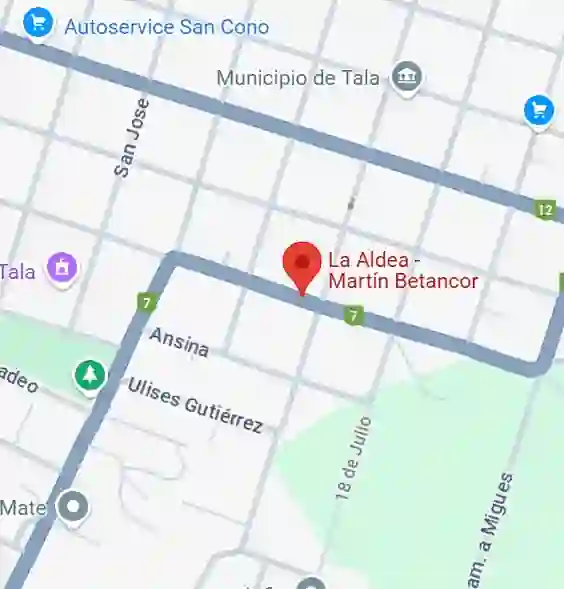 Autoservice San Cono
Municipio de Tala
San Jose
12
La Aldea -
Martín Betancor
Tala
7
7
Ansina
adeo
Ulises Gutiérrez
18 de Julio
Mate
am. a Migues